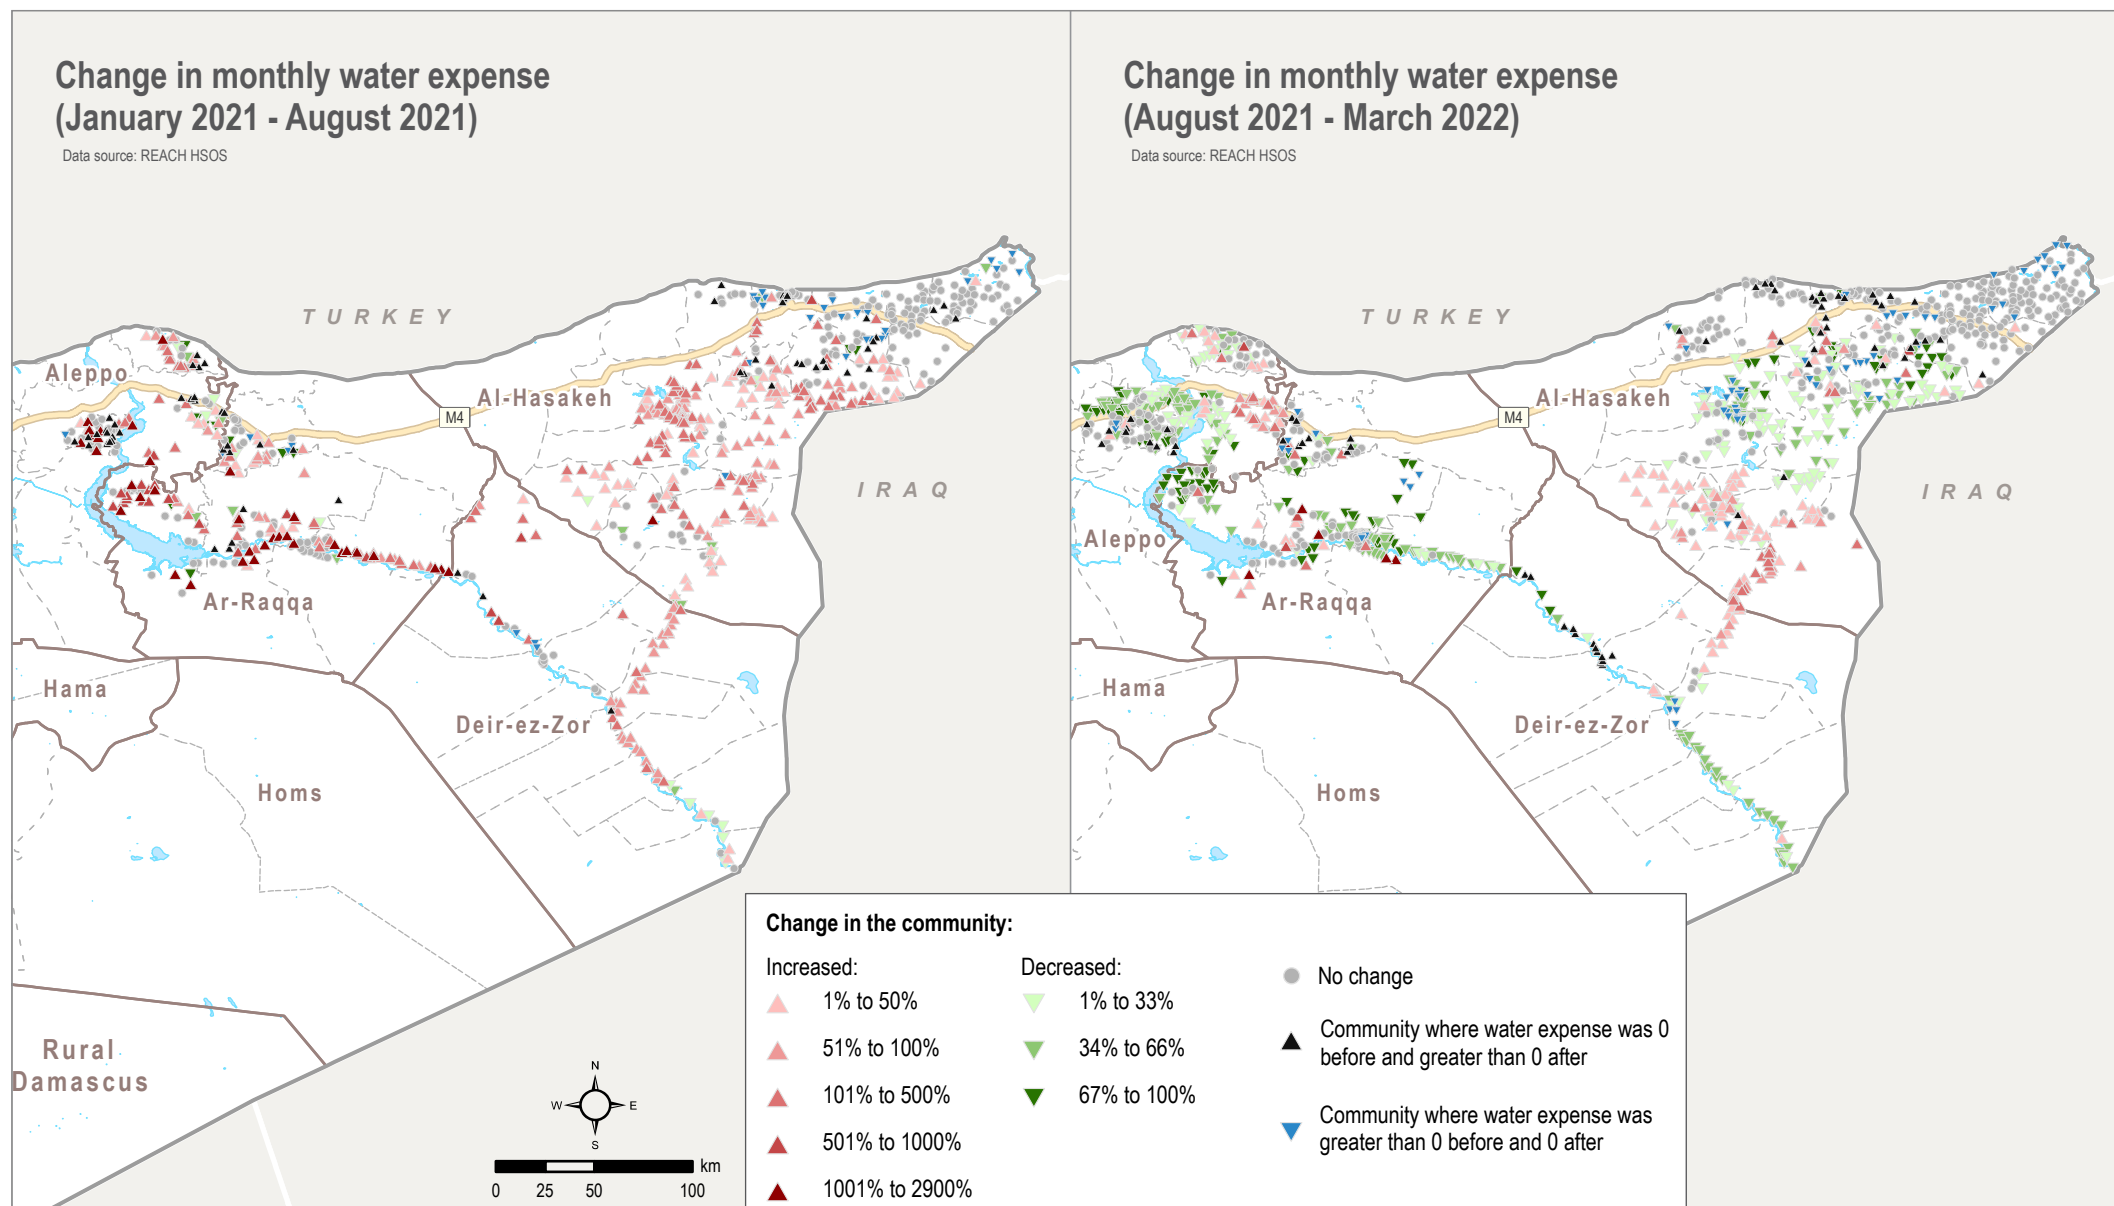 Change in monthly water expense
(January 2021 - August 2021)
Data source: REACH HSOS
TURKEY
Aleppo
Al-Hasakeh
M4
IRAQ
Ar-Raqqa
Hama
Deir-ez-Zor
Homs
Rural
Damascus
N
W
E
S
km
0 25 50 100
Change in monthly water expense
(August 2021 - March 2022)
Data source: REACH HSOS
TURKEY
Al-Hasakeh
M4
IRAQ
Aleppo
Ar-Raqqa
Hama
Deir-ez-Zor
Homs
Change in the community:
Increased:
1% to 50%
51% to 100%
101% to 500%
501% to 1000%
1001% to 2900%
Decreased:
1% to 33%
34% to 66%
67% to 100%
No change
Community where water expense was 0
before and greater than 0 after
Community where water expense was
greater than 0 before and 0 after